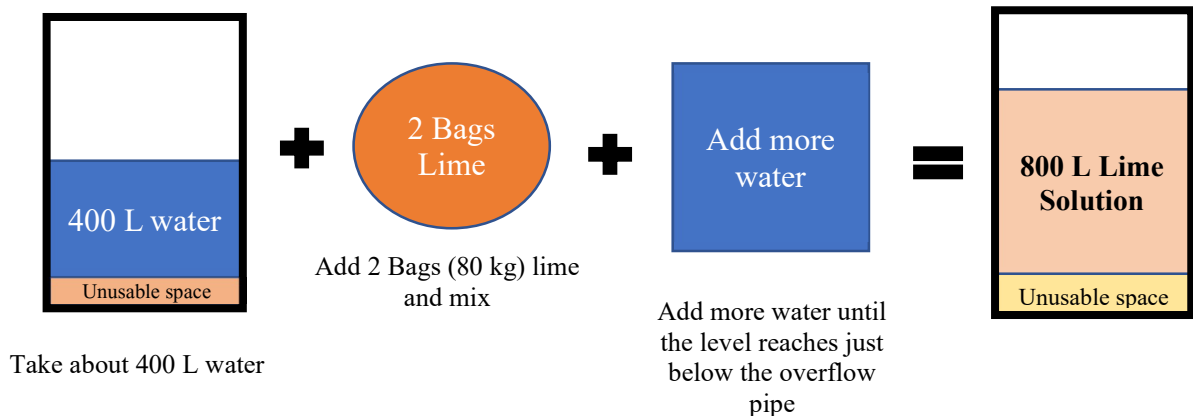 400 L water
Unusable space
Take about 400 L water
2 Bags
Lime
Add 2 Bags (80 kg) lime
and mix
Add more
water
Add more water until
the level reaches just
below the overflow
pipe
800 L Lime
Solution
Unusable space